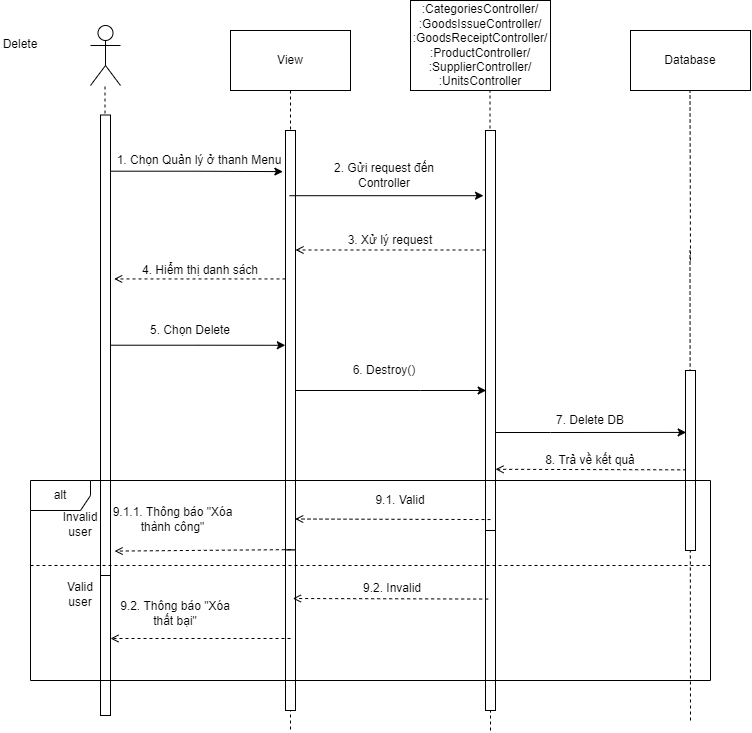 :CategoriesController/
:GoodsIssueController/
:GoodsReceiptController/
:ProductController/
:SupplierController/
:UnitsController
Delete
View
Database
1. Chọn Quản lý ở thanh Menu
2. Gửi request đến
Controller
3. Xử lý request
4. Hiểm thị danh sách
5. Chọn Delete
6. Destroy()
7. Delete DB
8. Trả về kết quả
alt
9.1. Valid
Invalid
user
9.1.1. Thông báo "Xóa
thành công"
Valid
user
9.2. Invalid
9.2. Thông báo "Xóa
thất bại"